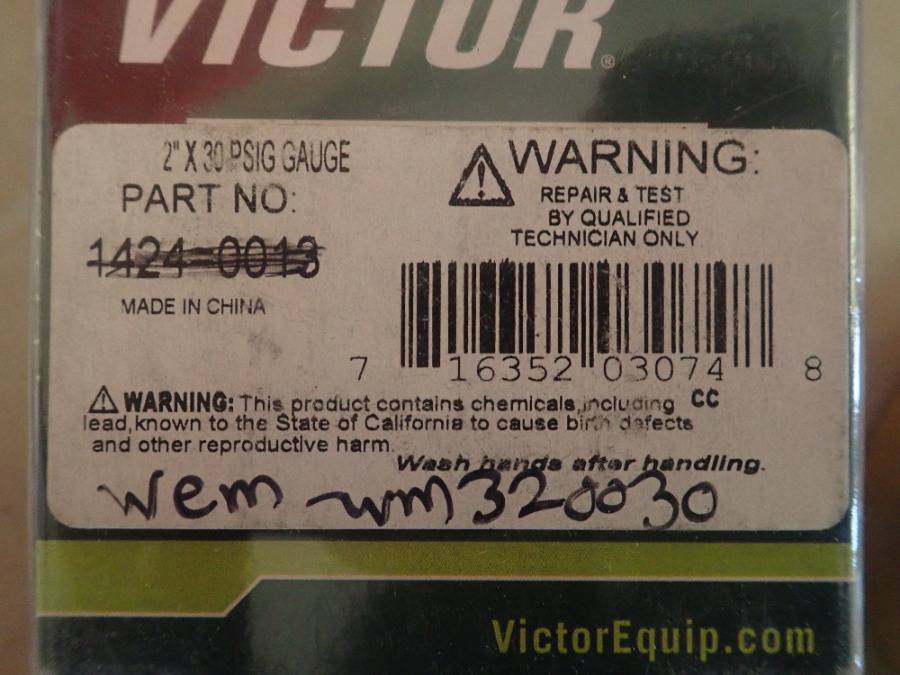 VICTOR®
2" X 30 PSIG GAUGE
PART NO:
1424-0013
MADE IN CHINA
WARNING:
REPAIR & TEST
BY QUALIFIED
TECHNICIAN ONLY
7 16352 03074 8
WARNING: This product contains chemicals,including
lead,known to the State of California to cause birth defects
and other reproductive harm.
CC
Wash hands after handling.
Wem wm320030
VictorEquip.com